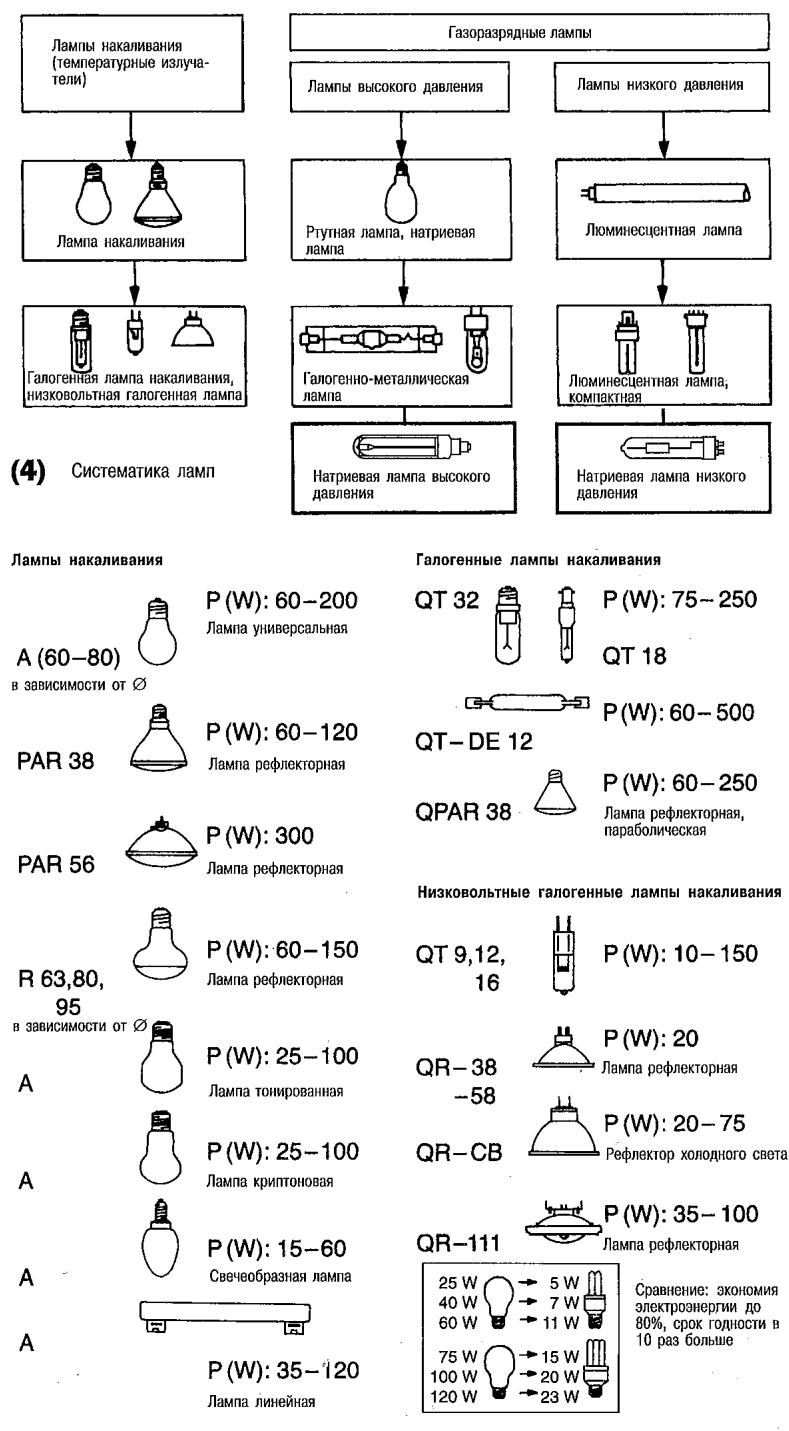 Лампы накаливания
(температурные излуча-
тели)
Газоразрядные лампы
Лампы высокого давления
Лампы низкого давления
Лампа накаливания
Ртутная лампа, натриевая
лампа
Люминесцентная лампа
Галогенная лампа накаливания,
низковольтная галогенная лампа
Галогенно-металлическая
лампа
Люминесцентная лампа,
компактная
(4) Систематика ламп
Натриевая лампа высокого
давления
Натриевая лампа низкого
давления
Лампы накаливания
A (60–80)
в зависимости от Ø
P (W): 60–200
Лампа универсальная
PAR 38
P (W): 60–120
Лампа рефлекторная
PAR 56
P (W): 300
Лампа рефлекторная
R 63,80,
95
в зависимости от Ø
P (W): 60–150
Лампа рефлекторная
A
P (W): 25–100
Лампа тонированная
A
P (W): 25–100
Лампа криптоновая
A
P (W): 15–60
Свечеобразная лампа
A
P (W): 35–120
Лампа линейная
Галогенные лампы накаливания
QT 32
P (W): 75–250
QT 18
QT–DE 12
P (W): 60–500
QPAR 38
P (W): 60–250
Лампа рефлекторная,
параболическая
Низковольтные галогенные лампы накаливания
QT 9,12,
16
P (W): 10–150
QR–38
–58
P (W): 20
Лампа рефлекторная
QR–CB
P (W): 20–75
Рефлектор холодного света
QR–111
P (W): 35–100
Лампа рефлекторная
25 W 5 W
40 W 7 W
60 W 11 W
75 W 15 W
100 W 20 W
120 W 23 W
Сравнение: экономия
электроэнергии до
80%, срок годности в
10 раз больше